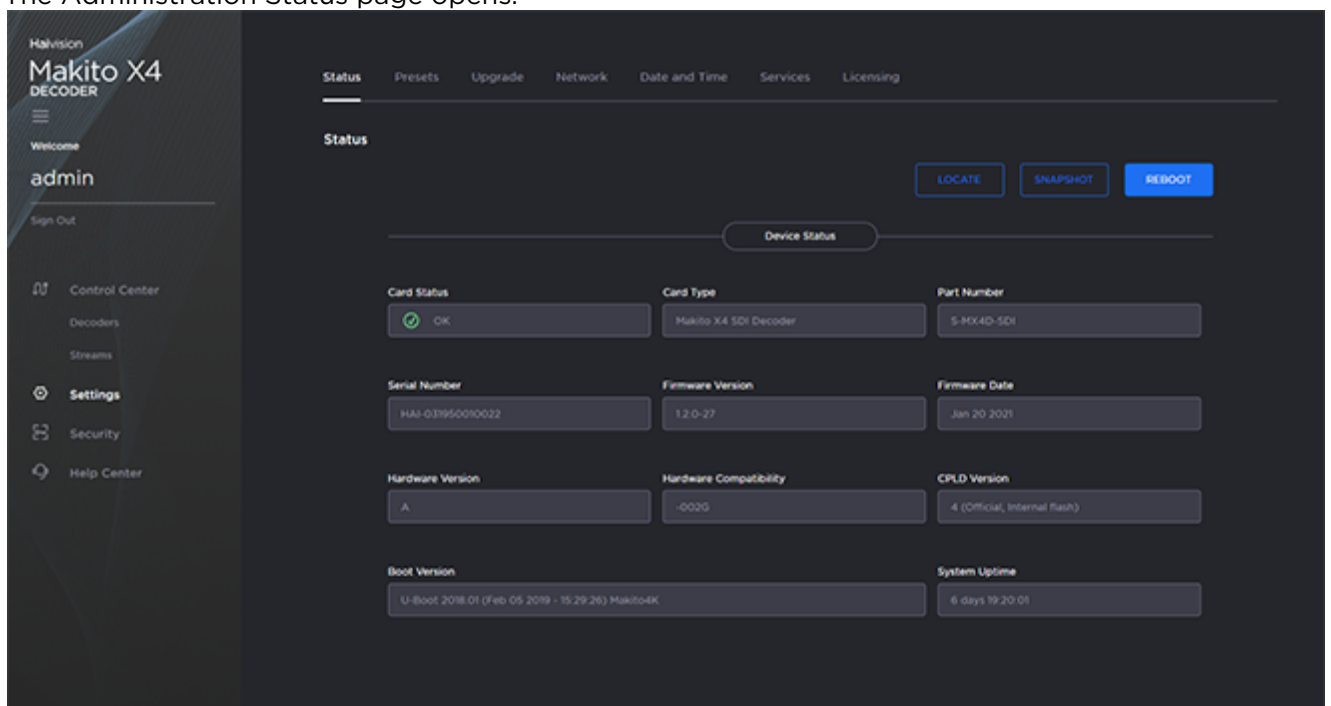 The Administration Status page opens.
Haivision
Makito X4
DECODER
Welcome
admin
Sign Out
Control Center
Decoders
Streams
Settings
Security
Help Center
Status Presets Upgrade Network Date and Time Services Licensing
Status
LOCATE SNAPSHOT REBOOT
Device Status
Card Status Card Type Part Number
OK Makito X4 SDI Decoder S-MX4D-SDI
Serial Number Firmware Version Firmware Date
HAI-031950010022 1.2.0-27 Jan 20 2021
Hardware Version Hardware Compatibility CPLD Version
A -002G 4 (Official, Internal flash)
Boot Version System Uptime
U-Boot 2018.01 (Feb 05 2019 - 15:29:26) Makito4K 6 days 19:20:01